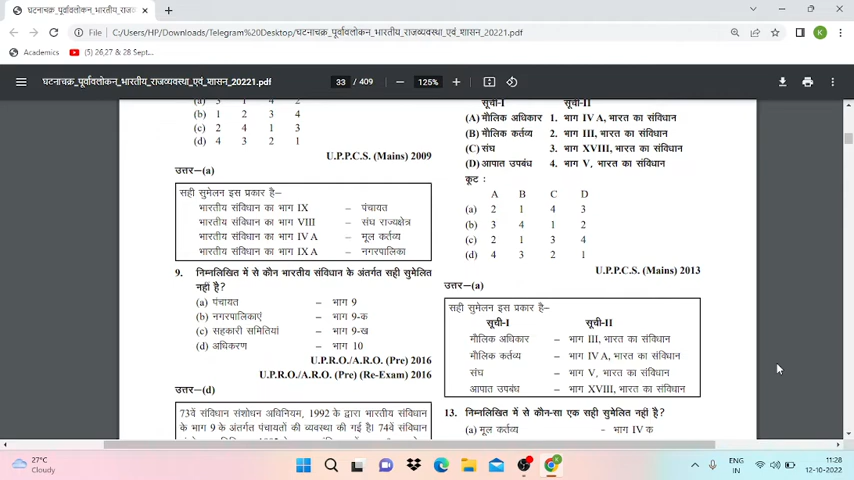 घटनाचक्र_पूर्वावलोकन_भारतीय_राजव्य
File
C:/Users/HP/Downloads/Telegram%20Desktop/घटनाचक्र_पूर्वावलोकन_भारतीय_राजव्यवस्था_एवं_शासन_20221.pdf
Academics
(5) 26,27 & 28 Sept...
घटनाचक्र_पूर्वावलोकन_भारतीय_राजव्यवस्था_एवं_शासन_20221.pdf
33 / 409
125%
(a) 3 1 4 2
(b) 1 2 3 4
(c) 2 4 1 3
(d) 4 3 2 1
U.P.P.C.S. (Mains) 2009
उत्तर–(a)
सही सुमेलन इस प्रकार है–
भारतीय संविधान का भाग IX – पंचायत
भारतीय संविधान का भाग VIII – संघ राज्यक्षेत्र
भारतीय संविधान का भाग IV A – मूल कर्तव्य
भारतीय संविधान का भाग IX A – नगरपालिका
9. निम्नलिखित में से कौन भारतीय संविधान के अंतर्गत सही सुमेलित
नहीं है?
(a) पंचायत – भाग 9
(b) नगरपालिकाएं – भाग 9-क
(c) सहकारी समितियां – भाग 9-ख
(d) अधिकरण – भाग 10
U.P.R.O./A.R.O. (Pre) 2016
U.P.R.O./A.R.O. (Pre) (Re-Exam) 2016
उत्तर–(d)
73वें संविधान संशोधन अधिनियम, 1992 के द्वारा भारतीय संविधान
के भाग 9 के अंतर्गत पंचायतों की व्यवस्था की गई है। 74वें
सूची-I सूची-II
(A) मौलिक अधिकार 1. भाग IV A, भारत का संविधान
(B) मौलिक कर्तव्य 2. भाग III, भारत का संविधान
(C) संघ 3. भाग XVIII, भारत का संविधान
(D) आपात उपबंध 4. भाग V, भारत का संविधान
कूट :
A B C D
(a) 2 1 4 3
(b) 3 4 1 2
(c) 2 1 3 4
(d) 4 3 2 1
U.P.P.C.S. (Mains) 2013
उत्तर–(a)
सही सुमेलन इस प्रकार है–
सूची-I सूची-II
मौलिक अधिकार – भाग III, भारत का संविधान
मौलिक कर्तव्य – भाग IV A, भारत का संविधान
संघ – भाग V, भारत का संविधान
आपात उपबंध – भाग XVIII, भारत का संविधान
13. निम्नलिखित में से कौन-सा एक सही सुमेलित नहीं है?
(a) मूल कर्तव्य - भाग IV क
27°C
Cloudy
ENG
IN
11:28
12-10-2022